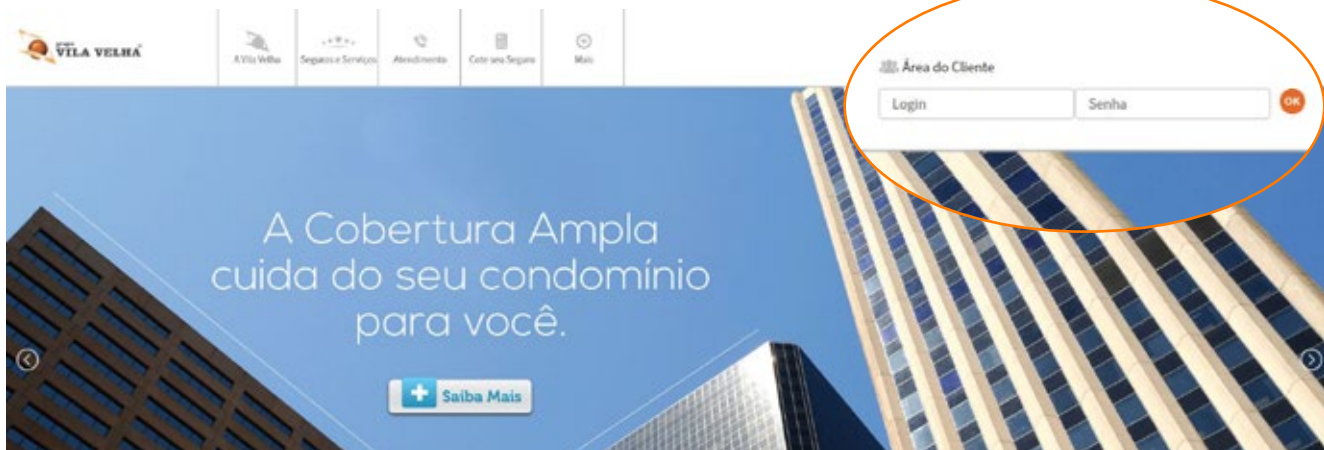 grupo
VILA VELHA
A Vila Velha
Seguros e Serviços
Atendimento
Cote seu Seguro
Mais
Área do Cliente
Login
Senha
OK
A Cobertura Ampla
cuida do seu condomínio
para você.
+ Saiba Mais